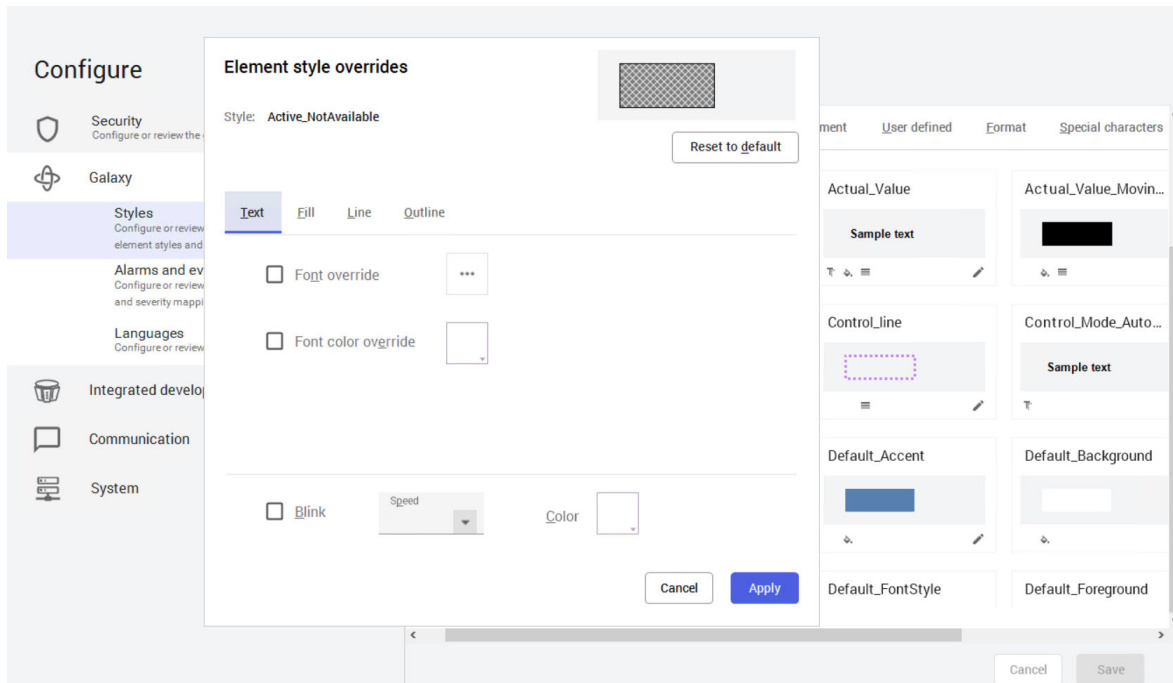 Configure
Security
Configure or review the
Galaxy
Styles
Configure or review
element styles and
Alarms and ev
Configure or review
and severity mappi
Languages
Configure or review
Integrated develo
Communication
System
Element style overrides
Style: Active_NotAvailable
Reset to default
Text Fill Line Outline
Font override
Font color override
Blink
Speed
Color
Cancel Apply
ment User defined Format Special characters
Actual_Value Actual_Value_Movin...
Sample text
Control_line Control_Mode_Auto...
Sample text
Default_Accent Default_Background
Default_FontStyle Default_Foreground
Cancel Save